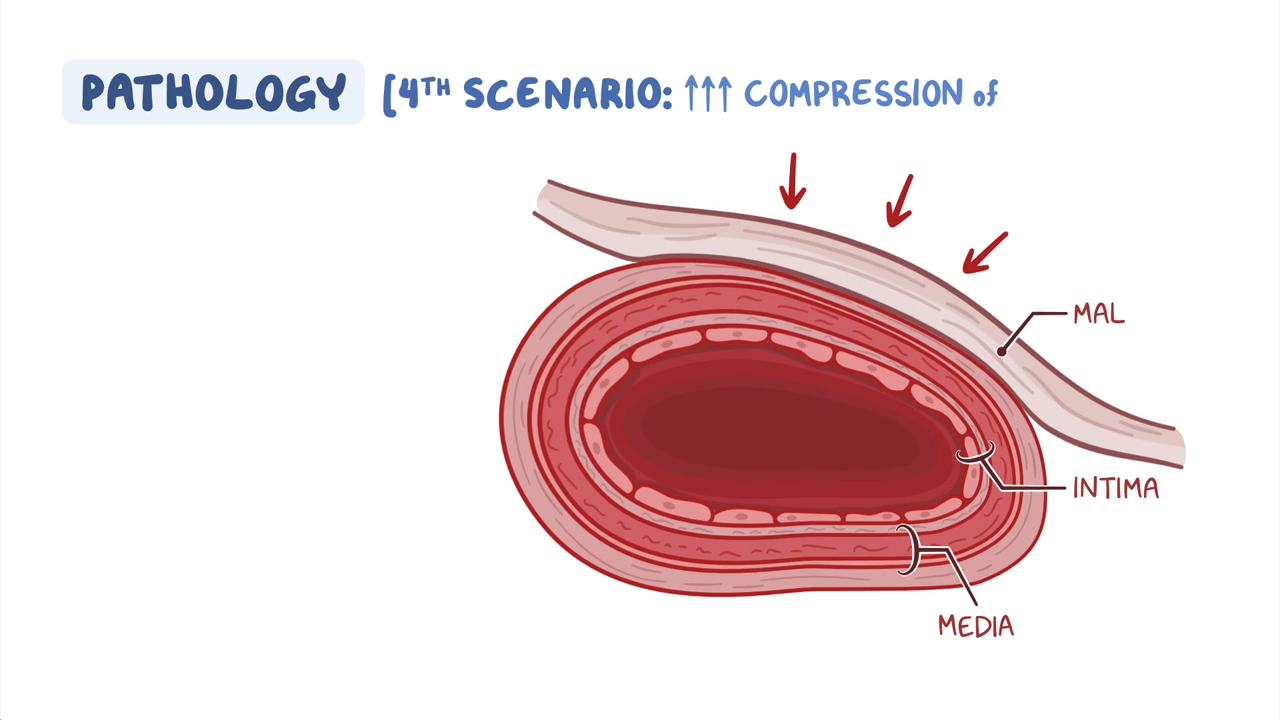 PATHOLOGY [4TH SCENARIO: ↑↑↑ COMPRESSION of
MAL
INTIMA
MEDIA